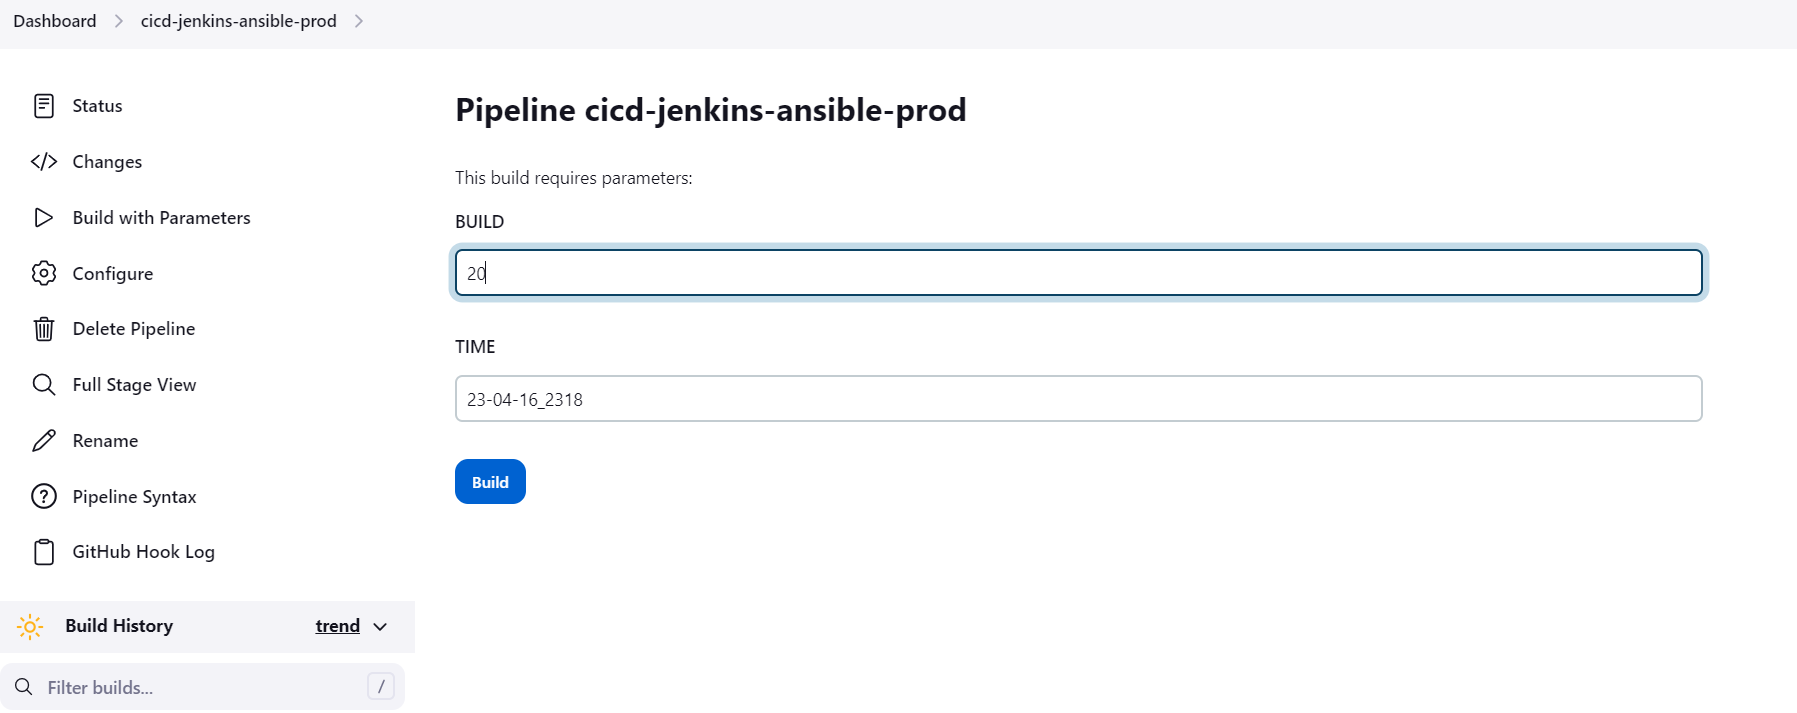 Dashboard
cicd-jenkins-ansible-prod
Status
Changes
Build with Parameters
Configure
Delete Pipeline
Full Stage View
Rename
Pipeline Syntax
GitHub Hook Log
Build History
trend
Filter builds...
/
Pipeline cicd-jenkins-ansible-prod
This build requires parameters:
BUILD
20
TIME
23-04-16_2318
Build